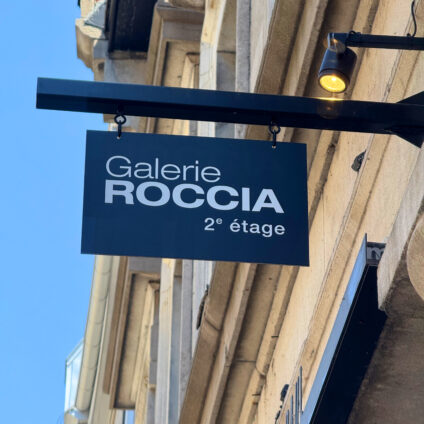 Galerie
ROCCIA
2e étage